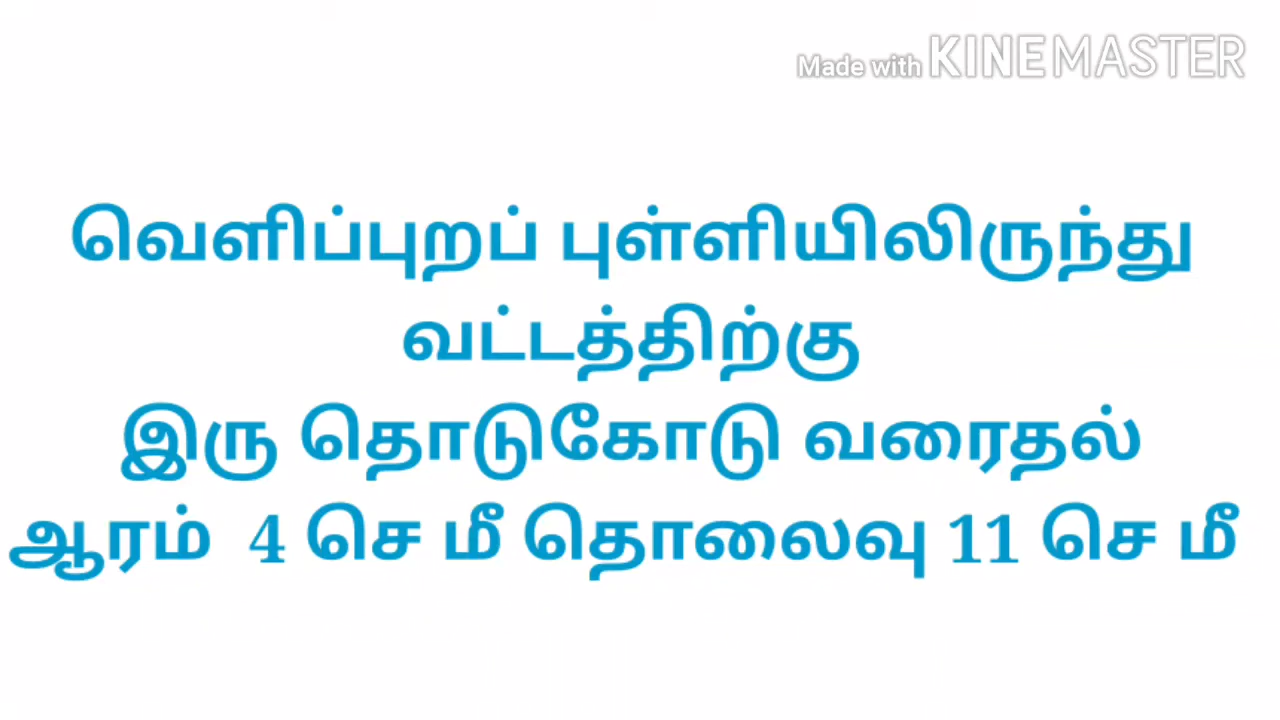 Made with KINEMASTER
வெளிப்புறப் புள்ளியிலிருந்து
வட்டத்திற்கு
இரு தொடுகோடு வரைதல்
ஆரம் 4 செ மீ தொலைவு 11 செ மீ